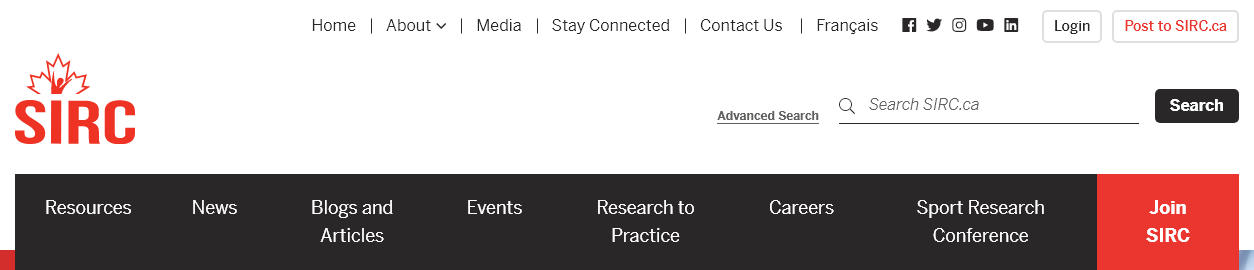 Home | About | Media | Stay Connected | Contact Us | Français Login Post to SIRC.ca
SIRC
Advanced Search Search SIRC.ca Search
Resources News Blogs and Articles Events Research to Practice Careers Sport Research Conference Join SIRC